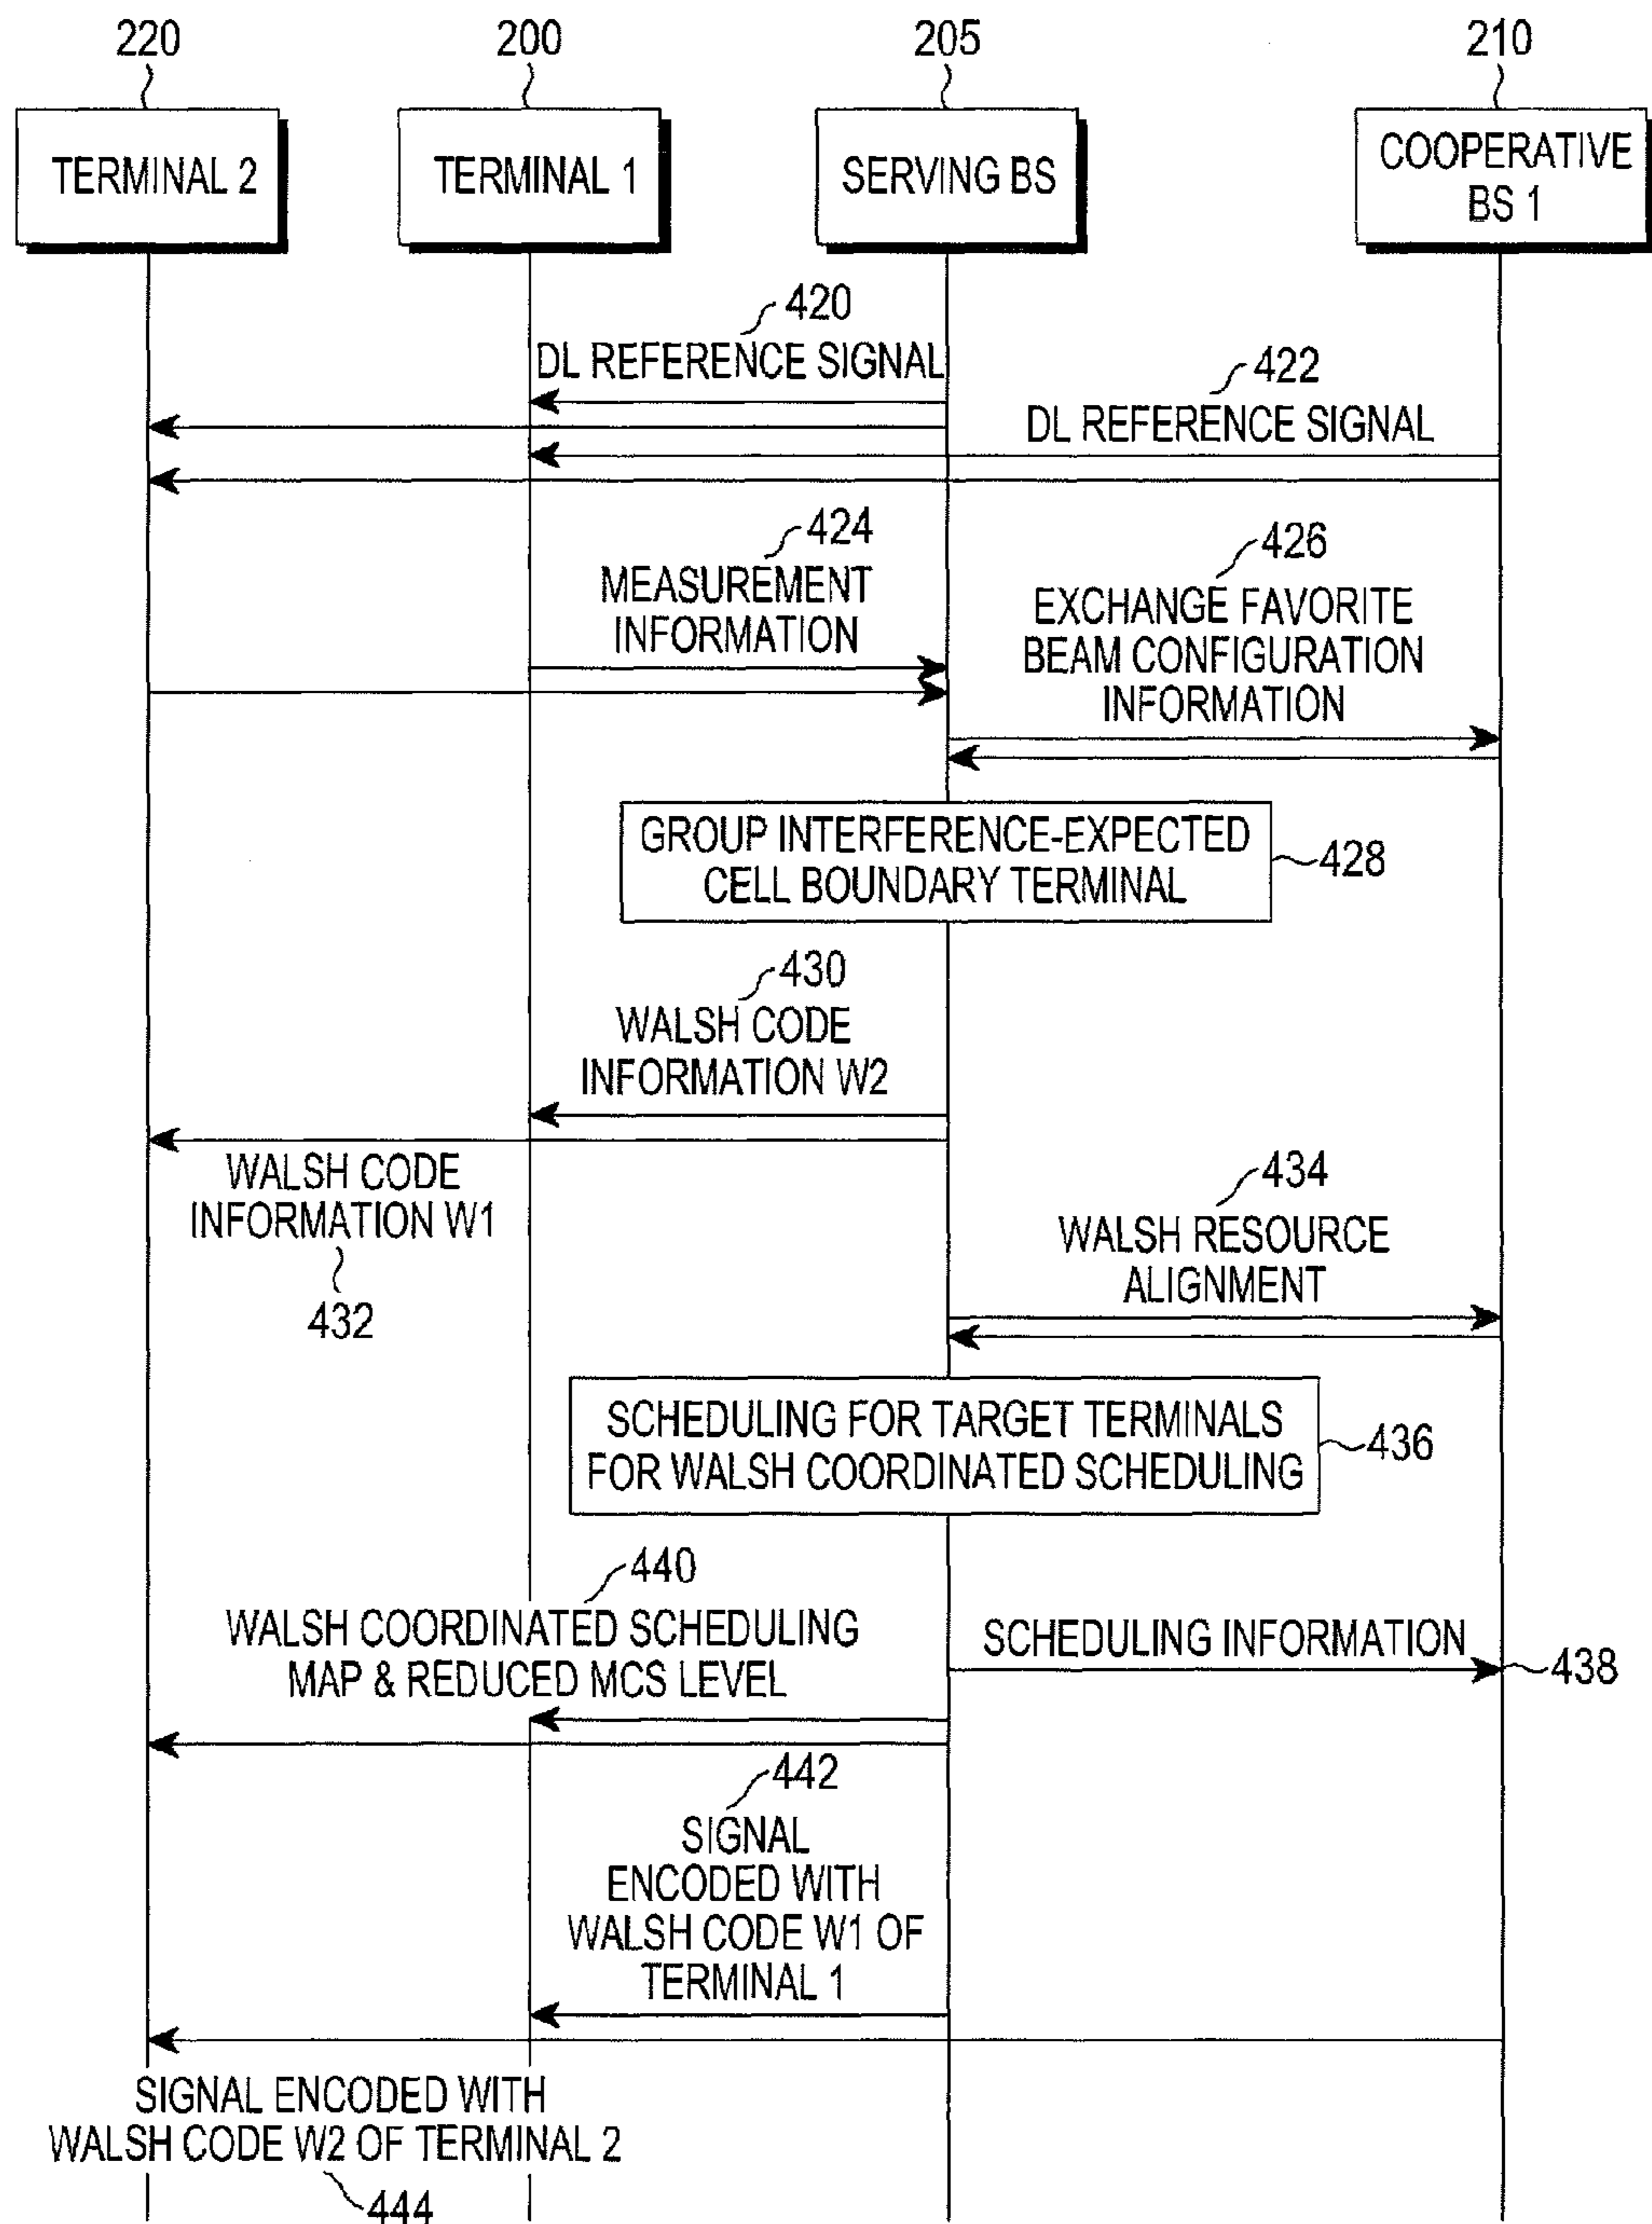 220
200
205
210
TERMINAL 2
TERMINAL 1
SERVING BS
COOPERATIVE
BS 1
420
DL REFERENCE SIGNAL
422
DL REFERENCE SIGNAL
424
MEASUREMENT
INFORMATION
426
EXCHANGE FAVORITE
BEAM CONFIGURATION
INFORMATION
GROUP INTERFERENCE-EXPECTED
CELL BOUNDARY TERMINAL
428
430
WALSH CODE
INFORMATION W2
WALSH CODE
INFORMATION W1
432
434
WALSH RESOURCE
ALIGNMENT
SCHEDULING FOR TARGET TERMINALS
FOR WALSH COORDINATED SCHEDULING
436
440
WALSH COORDINATED SCHEDULING
MAP & REDUCED MCS LEVEL
SCHEDULING INFORMATION
438
442
SIGNAL
ENCODED WITH
WALSH CODE W1 OF
TERMINAL 1
SIGNAL ENCODED WITH
WALSH CODE W2 OF TERMINAL 2
444